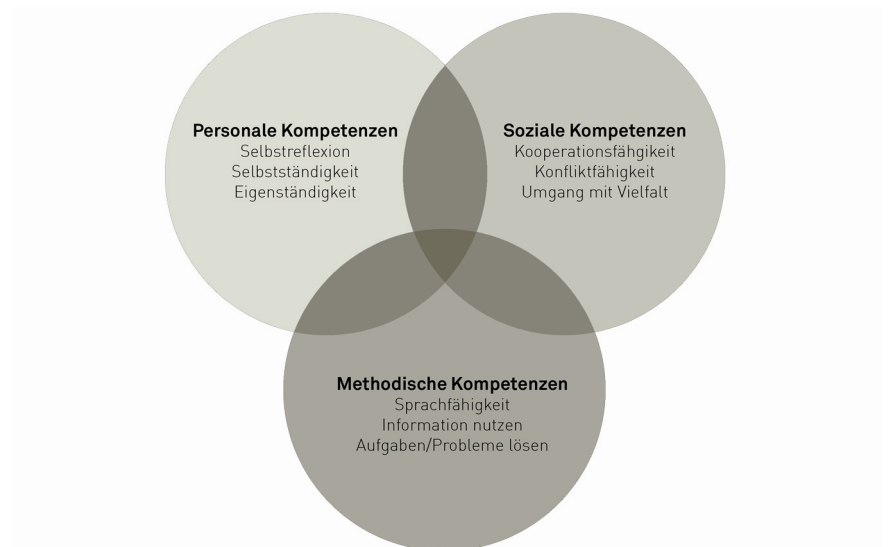 Personale Kompetenzen
Selbstreflexion
Selbstständigkeit
Eigenständigkeit
Soziale Kompetenzen
Kooperationsfähgikeit
Konfliktfähigkeit
Umgang mit Vielfalt
Methodische Kompetenzen
Sprachfähigkeit
Information nutzen
Aufgaben/Probleme lösen